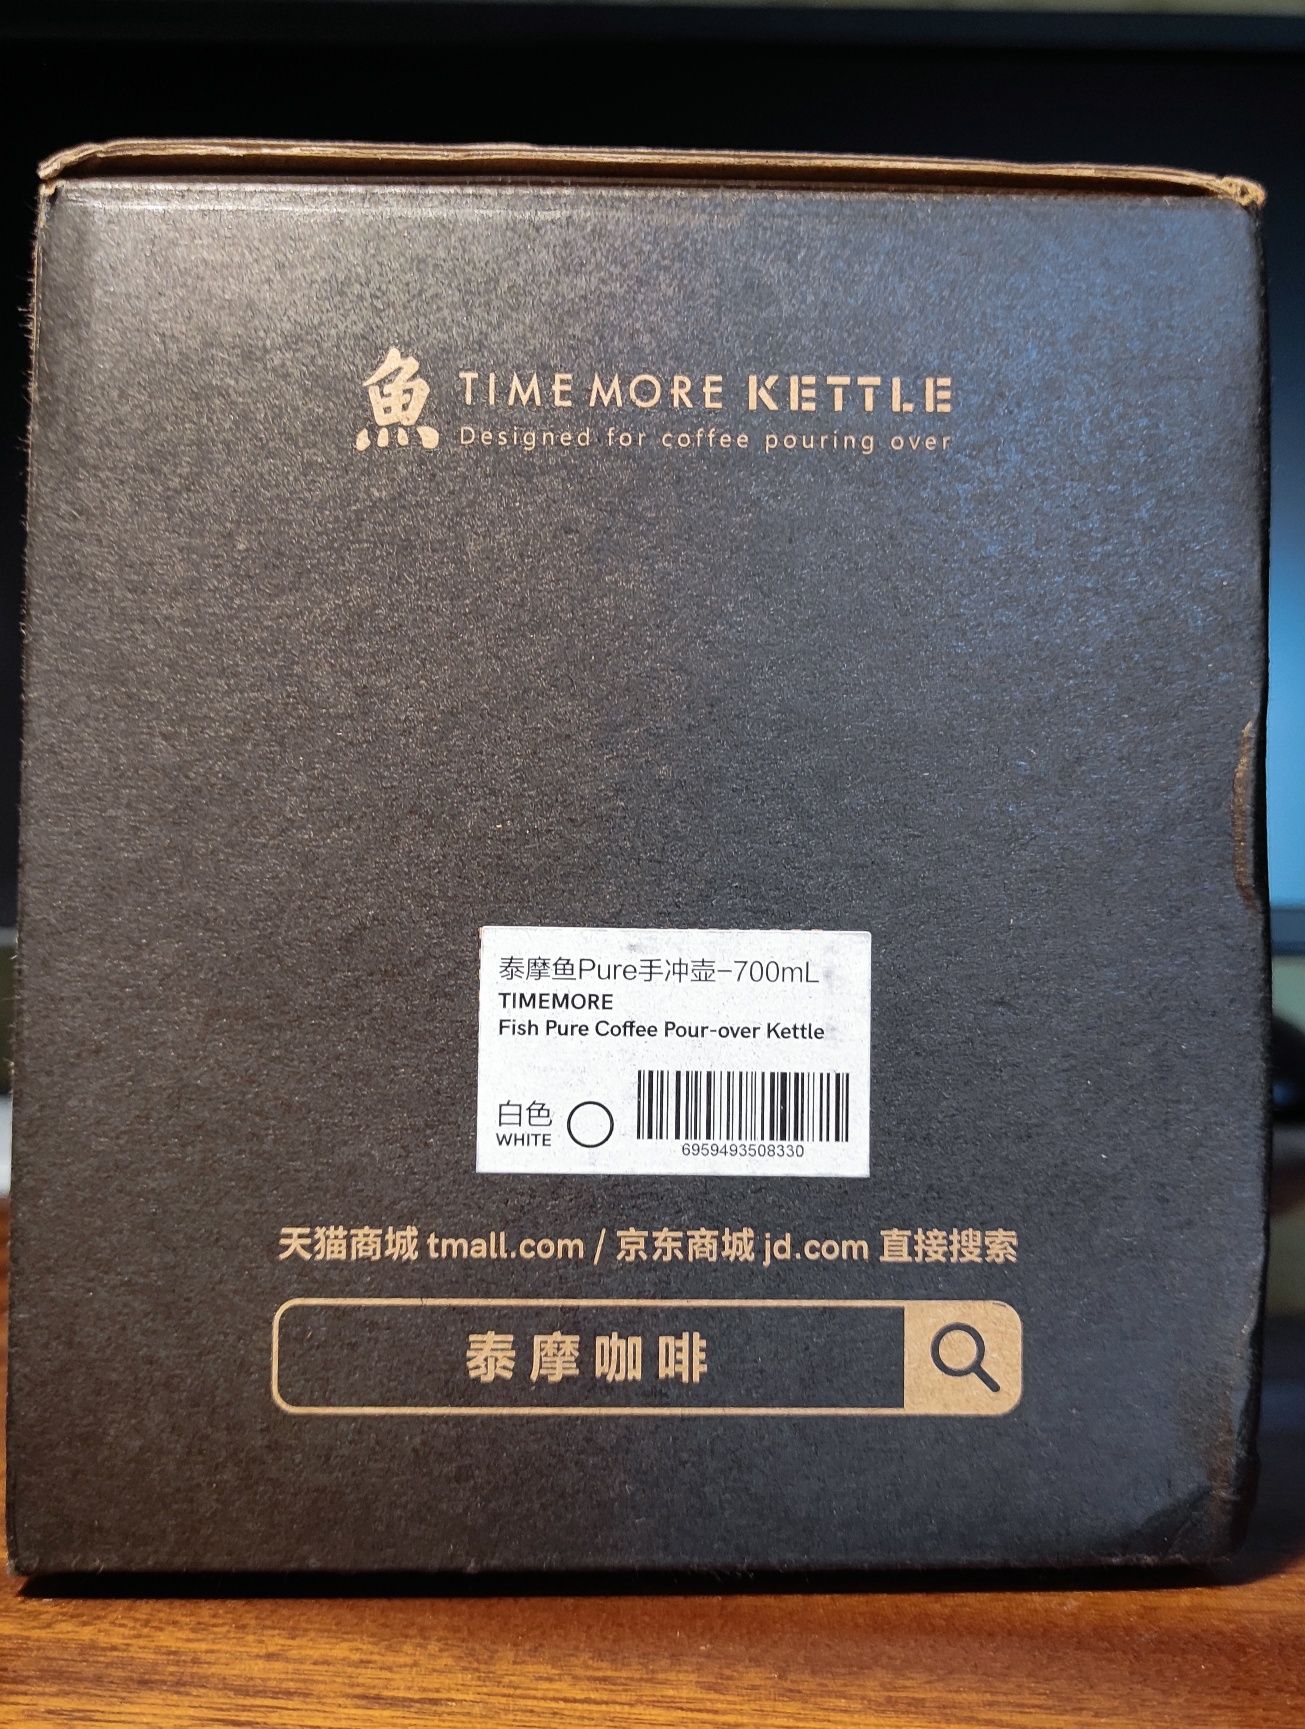 魚 TIMEMORE KETTLE
Designed for coffee pouring over
泰摩鱼Pure手冲壶-700mL
TIMEMORE
Fish Pure Coffee Pour-over Kettle
白色
WHITE
6959493508330
天猫商城 tmall.com / 京东商城 jd.com 直接搜索
泰摩咖啡